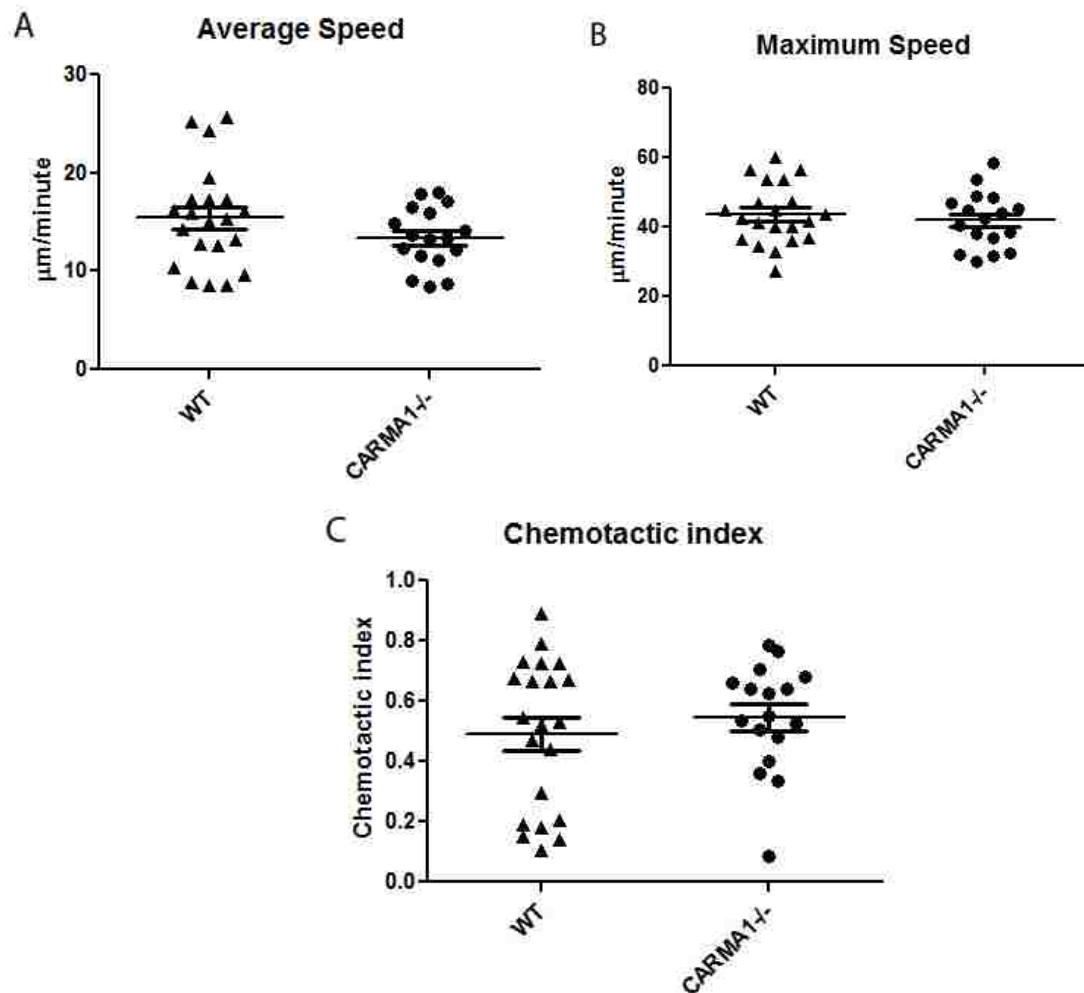 A
Average Speed
30
20
10
0
µm/minute
WT
CARMA1-/-
B
Maximum Speed
80
60
40
20
0
µm/minute
WT
CARMA1-/-
C
Chemotactic index
1.0
0.8
0.6
0.4
0.2
0.0
Chemotactic index
WT
CARMA1-/-